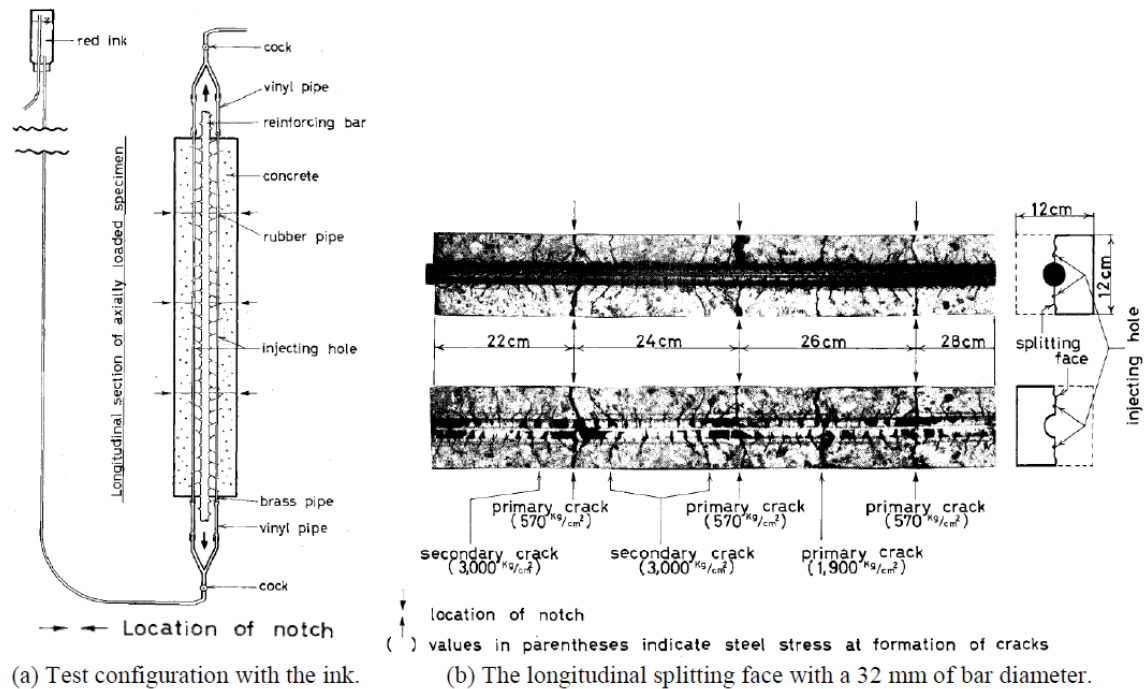 red ink
cock
vinyl pipe
reinforcing bar
concrete
rubber pipe
injecting hole
brass pipe
vinyl pipe
cock
Longitudinal section of axially loaded specimen
Location of notch
(a) Test configuration with the ink.
12cm
12cm
22cm 24cm 26cm 28cm
splitting
face
injecting hole
primary crack
(570 Kg/cm²)
primary crack
(570 Kg/cm²)
primary crack
(570 Kg/cm²)
secondary crack
(3,000 Kg/cm²)
secondary crack
(3,000 Kg/cm²)
primary crack
(1,900 Kg/cm²)
location of notch
( ) values in parentheses indicate steel stress at formation of cracks
(b) The longitudinal splitting face with a 32 mm of bar diameter.